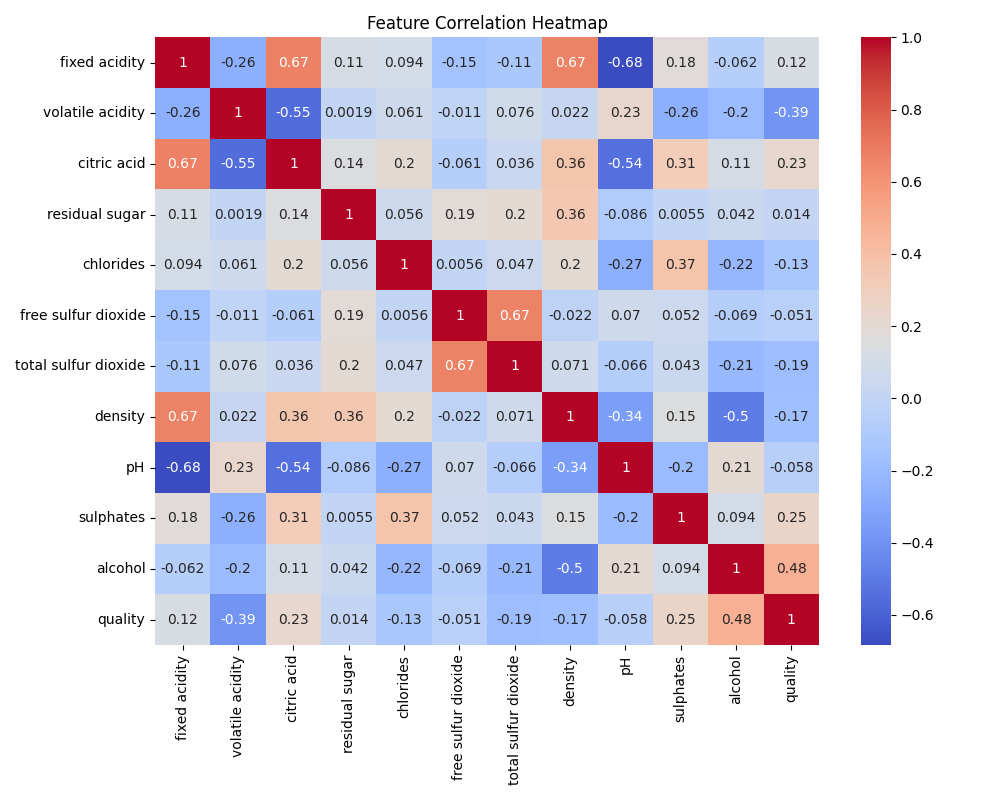 Feature Correlation Heatmap
fixed acidity 1 -0.26 0.67 0.11 0.094 -0.15 -0.11 0.67 -0.68 0.18 -0.062 0.12
volatile acidity -0.26 1 -0.55 0.0019 0.061 -0.011 0.076 0.022 0.23 -0.26 -0.2 -0.39
citric acid 0.67 -0.55 1 0.14 0.2 -0.061 0.036 0.36 -0.54 0.31 0.11 0.23
residual sugar 0.11 0.0019 0.14 1 0.056 0.19 0.2 0.36 -0.086 0.0055 0.042 0.014
chlorides 0.094 0.061 0.2 0.056 1 0.0056 0.047 0.2 -0.27 0.37 -0.22 -0.13
free sulfur dioxide -0.15 -0.011 -0.061 0.19 0.0056 1 0.67 -0.022 0.07 0.052 -0.069 -0.051
total sulfur dioxide -0.11 0.076 0.036 0.2 0.047 0.67 1 0.071 -0.066 0.043 -0.21 -0.19
density 0.67 0.022 0.36 0.36 0.2 -0.022 0.071 1 -0.34 0.15 -0.5 -0.17
pH -0.68 0.23 -0.54 -0.086 -0.27 0.07 -0.066 -0.34 1 -0.2 0.21 -0.058
sulphates 0.18 -0.26 0.31 0.0055 0.37 0.052 0.043 0.15 -0.2 1 0.094 0.25
alcohol -0.062 -0.2 0.11 0.042 -0.22 -0.069 -0.21 -0.5 0.21 0.094 1 0.48
quality 0.12 -0.39 0.23 0.014 -0.13 -0.051 -0.19 -0.17 -0.058 0.25 0.48 1
fixed acidity
volatile acidity
citric acid
residual sugar
chlorides
free sulfur dioxide
total sulfur dioxide
density
pH
sulphates
alcohol
quality
1.0
0.8
0.6
0.4
0.2
0.0
−0.2
−0.4
−0.6